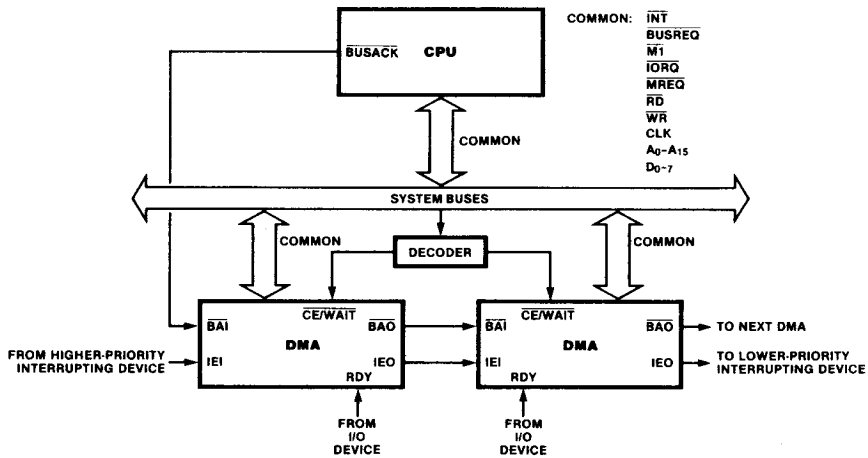 COMMON: INT
BUSREQ
M1
IORQ
MREQ
RD
WR
CLK
A0–A15
D0–7
BUSACK CPU
COMMON
SYSTEM BUSES
COMMON
DECODER
COMMON
CE/WAIT
BAI BAO
DMA
IEI IEO
RDY
CE/WAIT
BAI BAO
DMA
IEI IEO
RDY
TO NEXT DMA
FROM HIGHER-PRIORITY
INTERRUPTING DEVICE
TO LOWER-PRIORITY
INTERRUPTING DEVICE
FROM
I/O
DEVICE
FROM
I/O
DEVICE